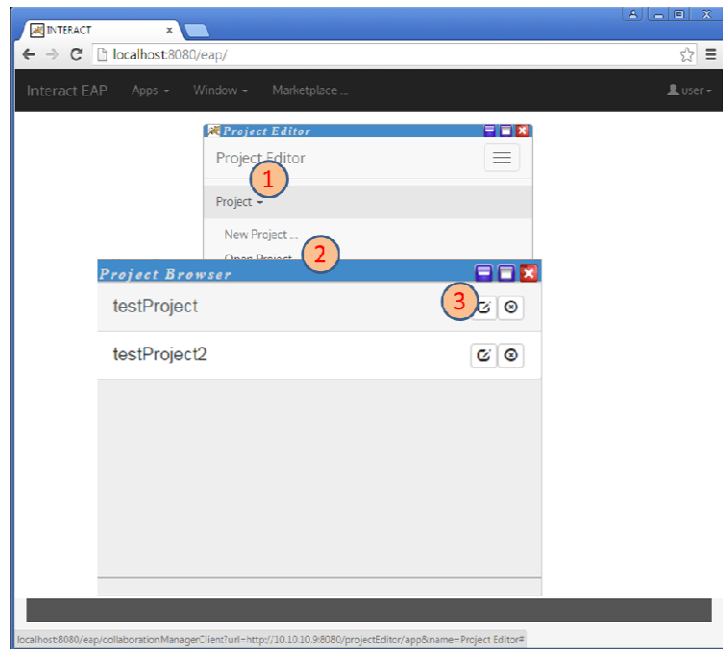 INTERACT x
localhost:8080/eap/
Interact EAP Apps Window Marketplace ... user
Project Editor
Project Editor
1
Project
New Project ...
2
Open Project
Project Browser
testProject
3
testProject2
localhost:8080/eap/collaborationManagerClient?url=http://10.10.10.9:8080/projectEditor/app&name=Project Editor#